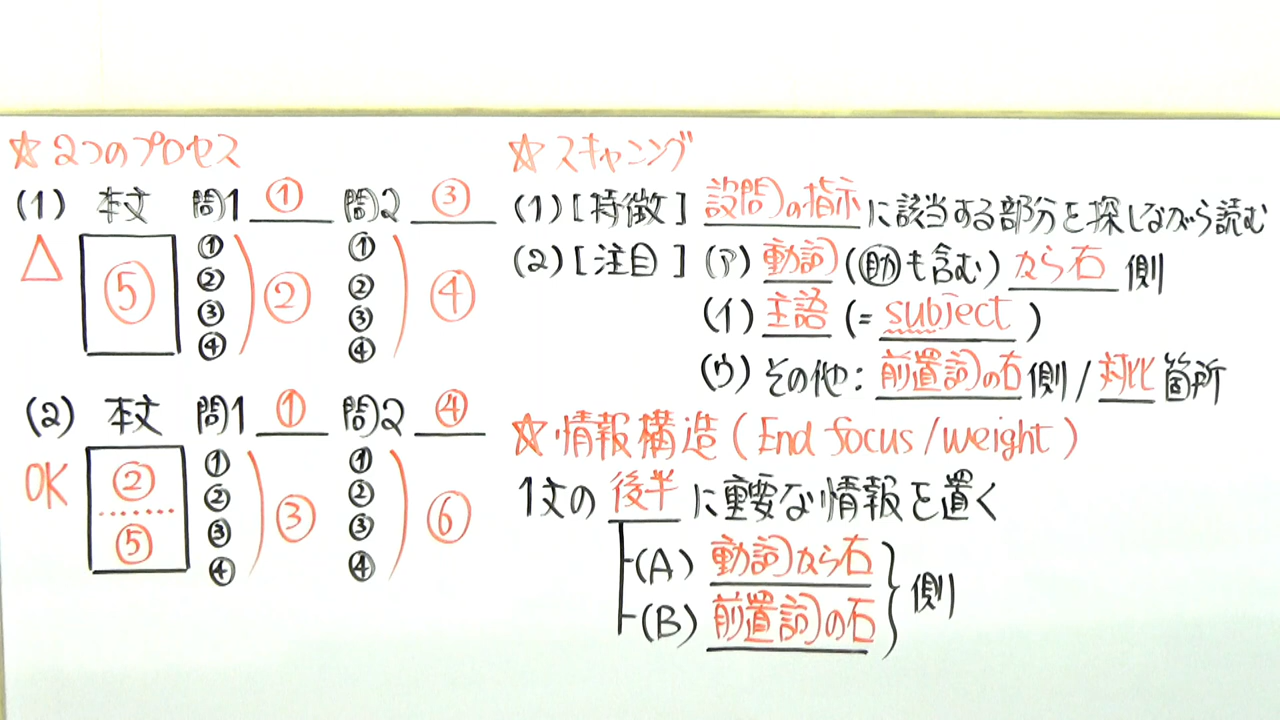 ☆2つのプロセス
(1) 本文 問1 ① 問2 ③
△ ⑤ ① ② ③ ④ ② ① ② ③ ④ ④
(2) 本文 問1 ① 問2 ④
OK ② ⑤ ① ② ③ ④ ③ ① ② ③ ④ ⑥
☆スキャニング
(1)[特徴] 設問の指示に該当する部分を探しながら読む
(2)[注目] (ア) 動詞(助も含む)から右側
(イ) 主語 (= subject )
(ウ) その他: 前置詞の右側/対比箇所
☆情報構造(End focus/weight)
1文の後半に重要な情報を置く
(A) 動詞から右
(B) 前置詞の右
側